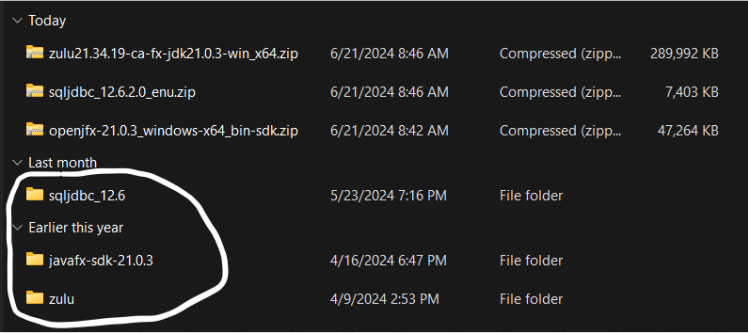 Today
zulu21.34.19-ca-fx-jdk21.0.3-win_x64.zip 6/21/2024 8:46 AM Compressed (zipp... 289,992 KB
sqljdbc_12.6.2.0_enu.zip 6/21/2024 8:46 AM Compressed (zipp... 7,403 KB
openjfx-21.0.3_windows-x64_bin-sdk.zip 6/21/2024 8:42 AM Compressed (zipp... 47,264 KB
Last month
sqljdbc_12.6 5/23/2024 7:16 PM File folder
Earlier this year
javafx-sdk-21.0.3 4/16/2024 6:47 PM File folder
zulu 4/9/2024 2:53 PM File folder